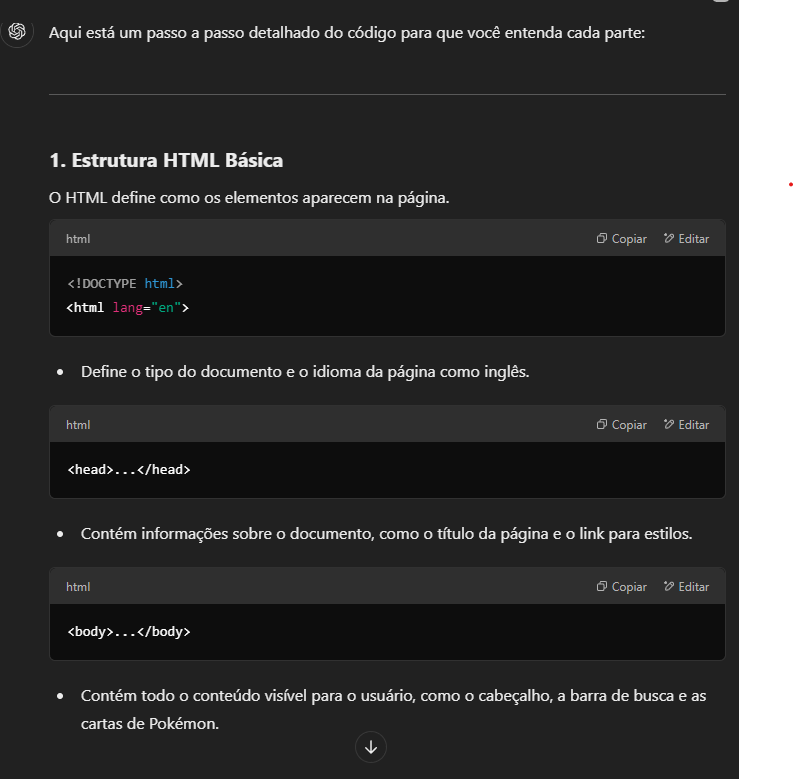 Aqui está um passo a passo detalhado do código para que você entenda cada parte:
1. Estrutura HTML Básica
O HTML define como os elementos aparecem na página.
html Copiar Editar
<!DOCTYPE html>
<html lang="en">
Define o tipo do documento e o idioma da página como inglês.
html Copiar Editar
<head>...</head>
Contém informações sobre o documento, como o título da página e o link para estilos.
html Copiar Editar
<body>...</body>
Contém todo o conteúdo visível para o usuário, como o cabeçalho, a barra de busca e as
cartas de Pokémon.